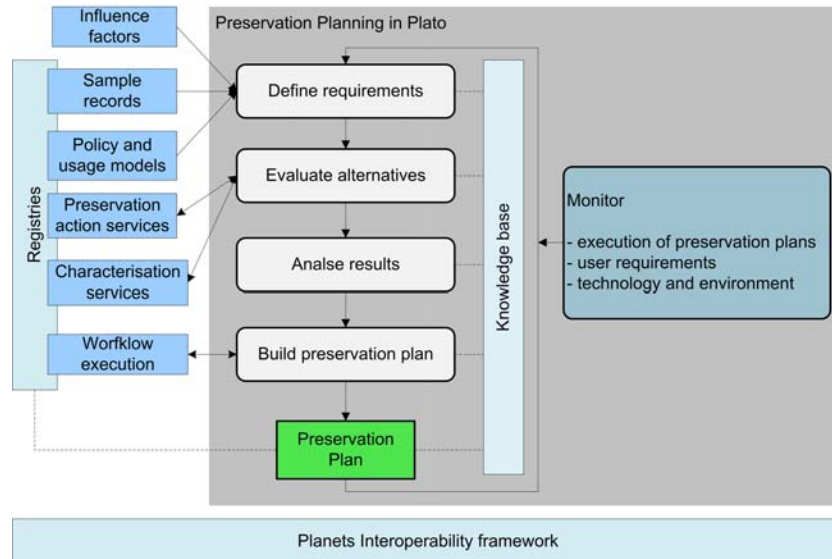 Influence
factors
Preservation Planning in Plato
Sample
records
Define requirements
Policy and
usage models
Evaluate alternatives
Preservation
action services
Registries
Characterisation
services
Analse results
Knowledge base
Monitor
- execution of preservation plans
- user requirements
- technology and environment
Worfklow
execution
Build preservation plan
Preservation
Plan
Planets Interoperability framework